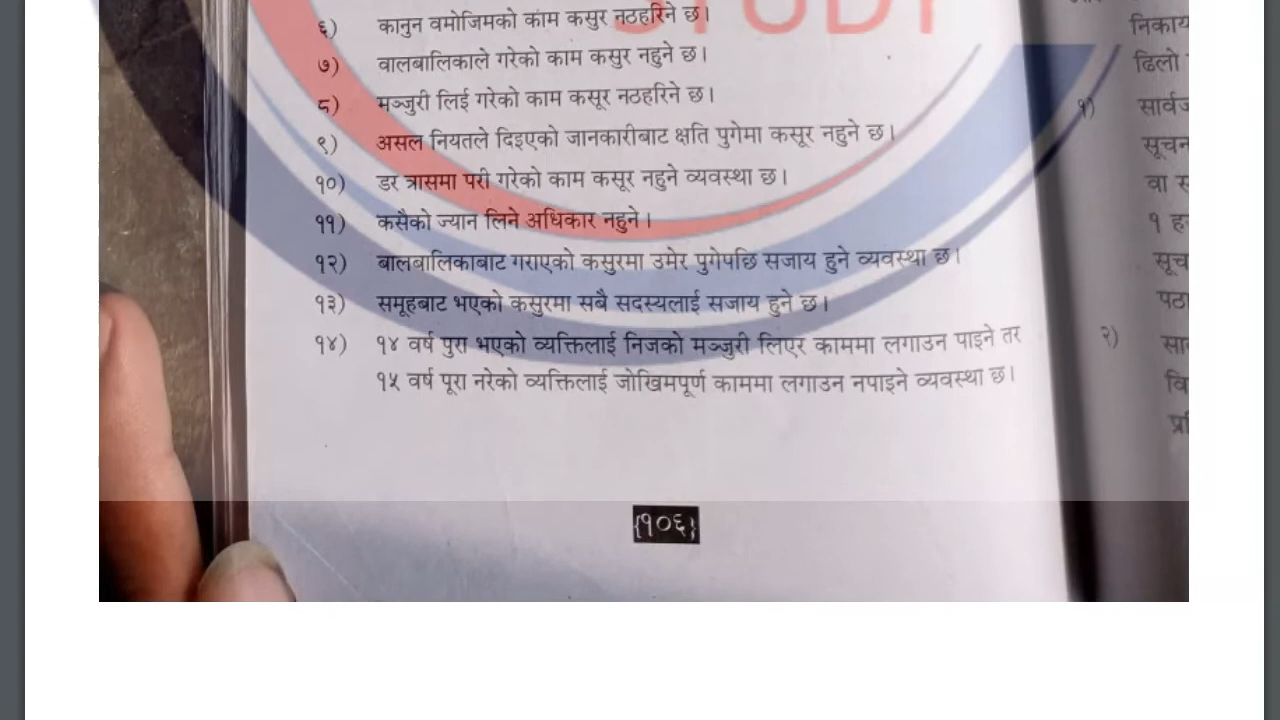 STUDY
६) कानुन वमोजिमको काम कसुर नठहरिने छ।
७) वालबालिकाले गरेको काम कसुर नहुने छ।
८) मञ्जुरी लिई गरेको काम कसूर नठहरिने छ।
९) असल नियतले दिइएको जानकारीबाट क्षति पुगेमा कसूर नहुने छ।
१०) डर त्रासमा परी गरेको काम कसूर नहुने व्यवस्था छ।
११) कसैको ज्यान लिने अधिकार नहुने।
१२) बालबालिकाबाट गराएको कसुरमा उमेर पुगेपछि सजाय हुने व्यवस्था छ।
१३) समूहबाट भएको कसुरमा सबै सदस्यलाई सजाय हुने छ।
१४) १४ वर्ष पुरा भएको व्यक्तिलाई निजको मञ्जुरी लिएर काममा लगाउन पाइने तर
१५ वर्ष पूरा नरेको व्यक्तिलाई जोखिमपूर्ण काममा लगाउन नपाइने व्यवस्था छ।
{१०६}
निकाय
ढिलो
१)
वा
१ ह
२)